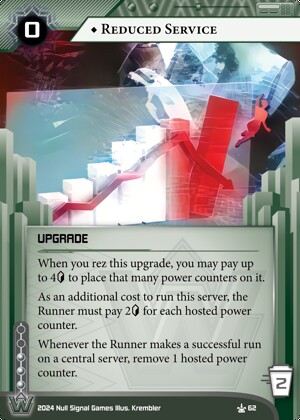 0
◆ Reduced Service
UPGRADE
When you rez this upgrade, you may pay up
to 4 to place that many power counters on it.
As an additional cost to run this server, the
Runner must pay 2 for each hosted power
counter.
Whenever the Runner makes a successful run
on a central server, remove 1 hosted power
counter.
2
2024 Null Signal Games Illus. Krembler
62